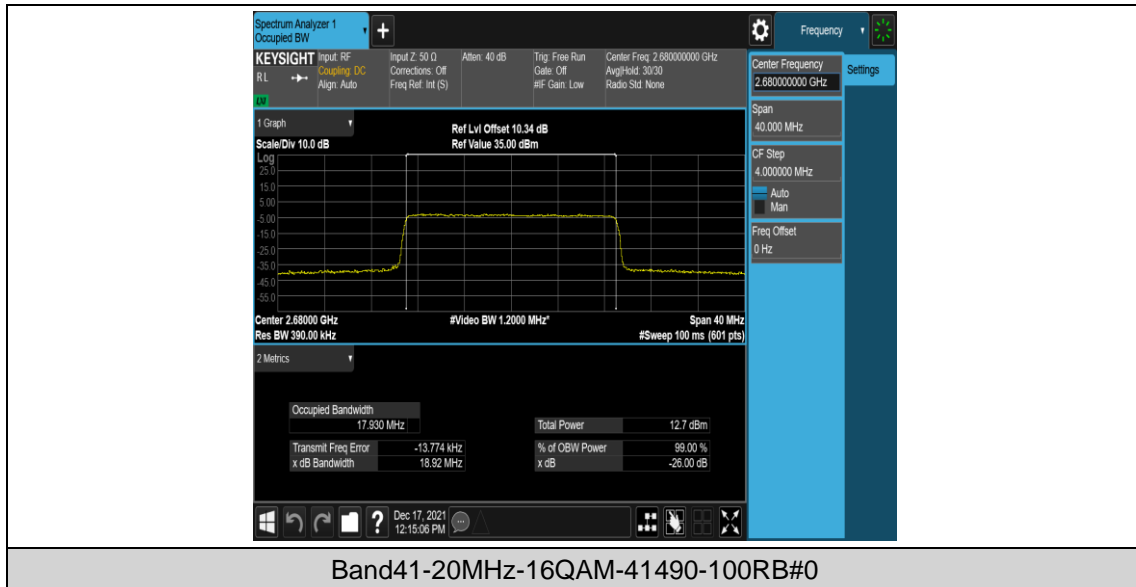 Spectrum Analyzer 1
Occupied BW
+
Frequency
KEYSIGHT
RL
LXI
Input: RF
Coupling: DC
Align: Auto
Input Z: 50 Ω
Corrections: Off
Freq Ref: Int (S)
Atten: 40 dB
Trig: Free Run
Gate: Off
#IF Gain: Low
Center Freq: 2.680000000 GHz
Avg|Hold: 30/30
Radio Std: None
Center Frequency
2.680000000 GHz
Settings
Span
40.000 MHz
CF Step
4.000000 MHz
Auto
Man
Freq Offset
0 Hz
1 Graph
Scale/Div 10.0 dB
Ref Lvl Offset 10.34 dB
Ref Value 35.00 dBm
Log
25.0
15.0
5.00
-5.00
-15.0
-25.0
-35.0
-45.0
-55.0
Center 2.68000 GHz
#Video BW 1.2000 MHz*
Span 40 MHz
Res BW 390.00 kHz
#Sweep 100 ms (601 pts)
2 Metrics
Occupied Bandwidth
17.930 MHz
Total Power 12.7 dBm
Transmit Freq Error -13.774 kHz
% of OBW Power 99.00 %
x dB Bandwidth 18.92 MHz
x dB -26.00 dB
?
Dec 17, 2021
12:15:06 PM
Band41-20MHz-16QAM-41490-100RB#0